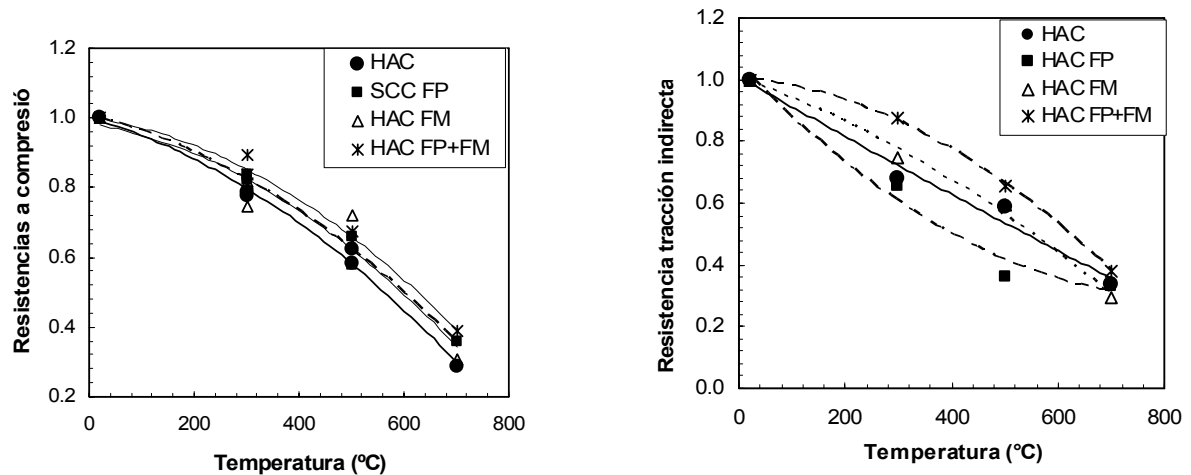 Resistencias a compresió
1.2
1.0
0.8
0.6
0.4
0.2
0
200
400
600
800
Temperatura (ºC)
HAC
SCC FP
HAC FM
HAC FP+FM
Resistencia tracción indirecta
1.2
1.0
0.8
0.6
0.4
0.2
0.0
0
200
400
600
800
Temperatura (ºC)
HAC
HAC FP
HAC FM
HAC FP+FM